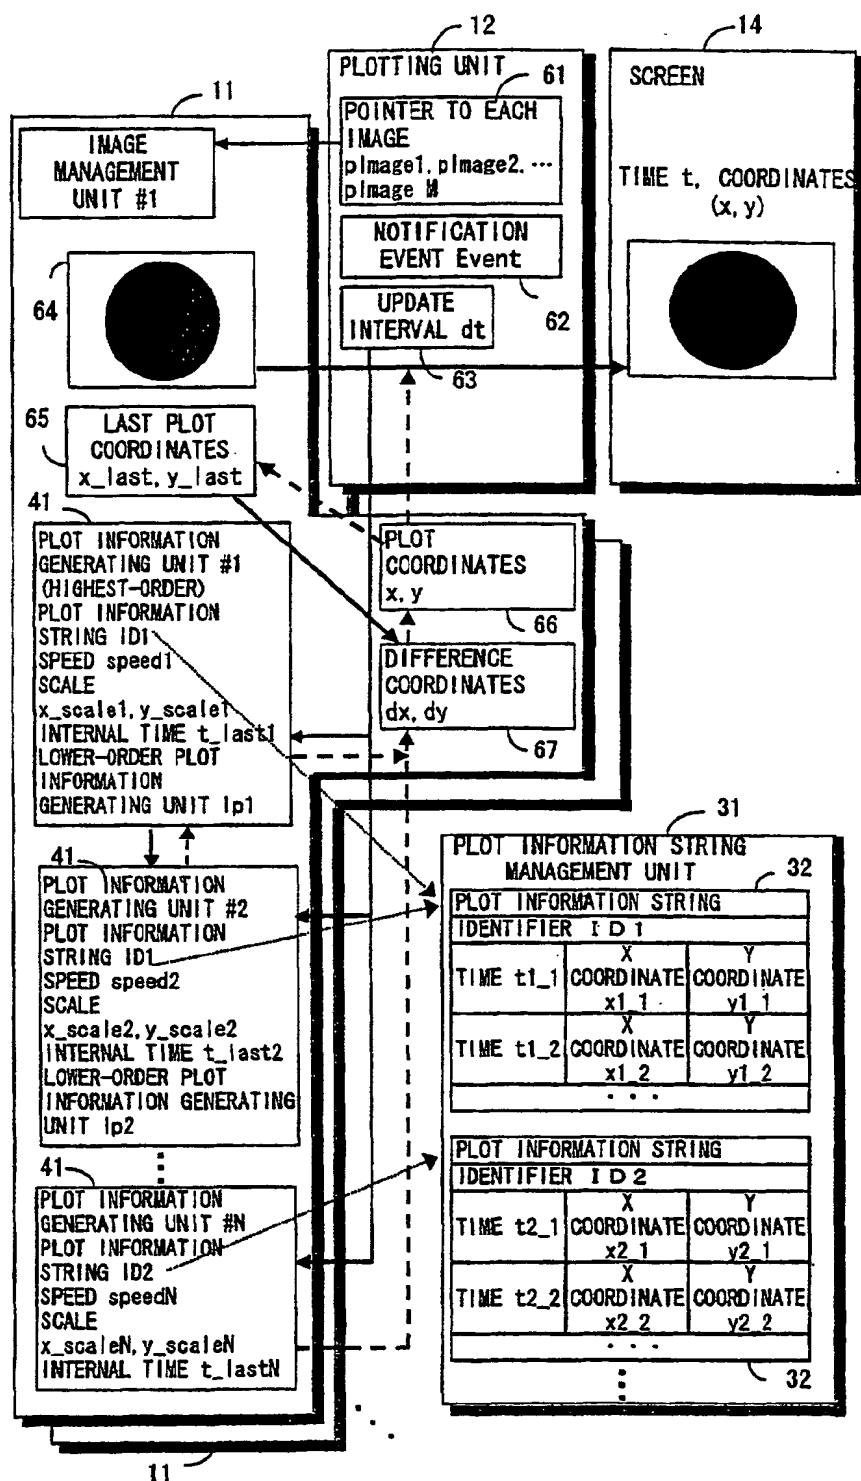 11
IMAGE
MANAGEMENT
UNIT #1
12
PLOTTING UNIT
61
POINTER TO EACH
IMAGE
pImage1, pImage2, ···
pImage M
NOTIFICATION
EVENT Event
62
UPDATE
INTERVAL dt
63
14
SCREEN
TIME t, COORDINATES
(x, y)
64
65
LAST PLOT
COORDINATES
x_last, y_last
41
PLOT INFORMATION
GENERATING UNIT #1
(HIGHEST-ORDER)
PLOT INFORMATION
STRING ID1
SPEED speed1
SCALE
x_scale1, y_scale1
INTERNAL TIME t_last1
LOWER-ORDER PLOT
INFORMATION
GENERATING UNIT lp1
PLOT
COORDINATES
x, y
66
DIFFERENCE
COORDINATES
dx, dy
67
41
PLOT INFORMATION
GENERATING UNIT #2
PLOT INFORMATION
STRING ID1
SPEED speed2
SCALE
x_scale2, y_scale2
INTERNAL TIME t_last2
LOWER-ORDER PLOT
INFORMATION GENERATING
UNIT lp2
41
PLOT INFORMATION
GENERATING UNIT #N
PLOT INFORMATION
STRING ID2
SPEED speedN
SCALE
x_scaleN, y_scaleN
INTERNAL TIME t_lastN
11
31
PLOT INFORMATION STRING
MANAGEMENT UNIT
32
PLOT INFORMATION STRING
IDENTIFIER ID1
TIME t1_1
X
COORDINATE
x1_1
Y
COORDINATE
y1_1
TIME t1_2
X
COORDINATE
x1_2
Y
COORDINATE
y1_2
···
PLOT INFORMATION STRING
IDENTIFIER ID2
TIME t2_1
X
COORDINATE
x2_1
Y
COORDINATE
y2_1
TIME t2_2
X
COORDINATE
x2_2
Y
COORDINATE
y2_2
···
32